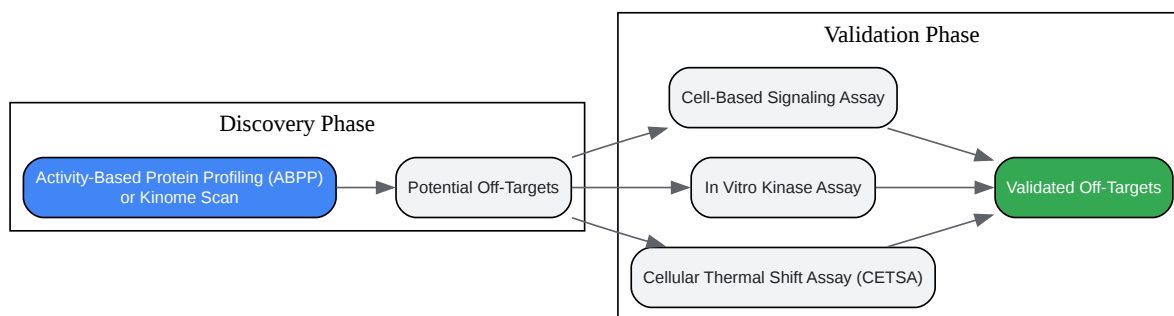 Discovery Phase
Activity-Based Protein Profiling (ABPP)
or Kinome Scan
Potential Off-Targets
Validation Phase
Cell-Based Signaling Assay
In Vitro Kinase Assay
Cellular Thermal Shift Assay (CETSA)
Validated Off-Targets